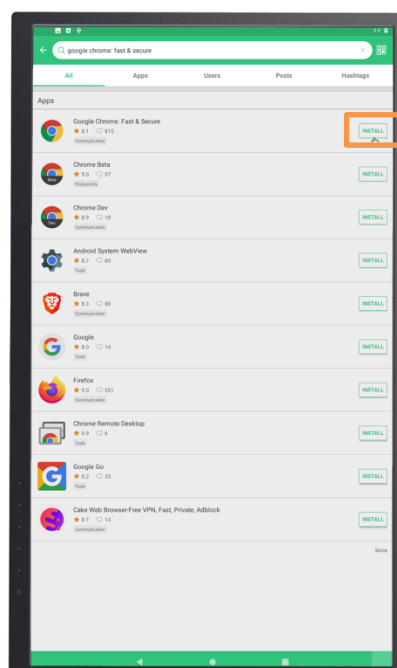 google chrome: fast & secure
All Apps Users Posts Hashtags
Apps
Google Chrome: Fast & Secure
8.1 815
Communication
INSTALL
Chrome Beta
9.0 57
Productivity
INSTALL
Chrome Dev
8.9 18
Communication
INSTALL
Android System WebView
8.7 60
Tools
INSTALL
Brave
8.3 88
Communication
INSTALL
Google
8.0 14
Tools
INSTALL
Firefox
9.0 261
Communication
INSTALL
Chrome Remote Desktop
9.9 6
Tools
INSTALL
Google Go
8.2 35
Tools
INSTALL
Cake Web Browser-Free VPN, Fast, Private, Adblock
8.7 14
Communication
INSTALL
More